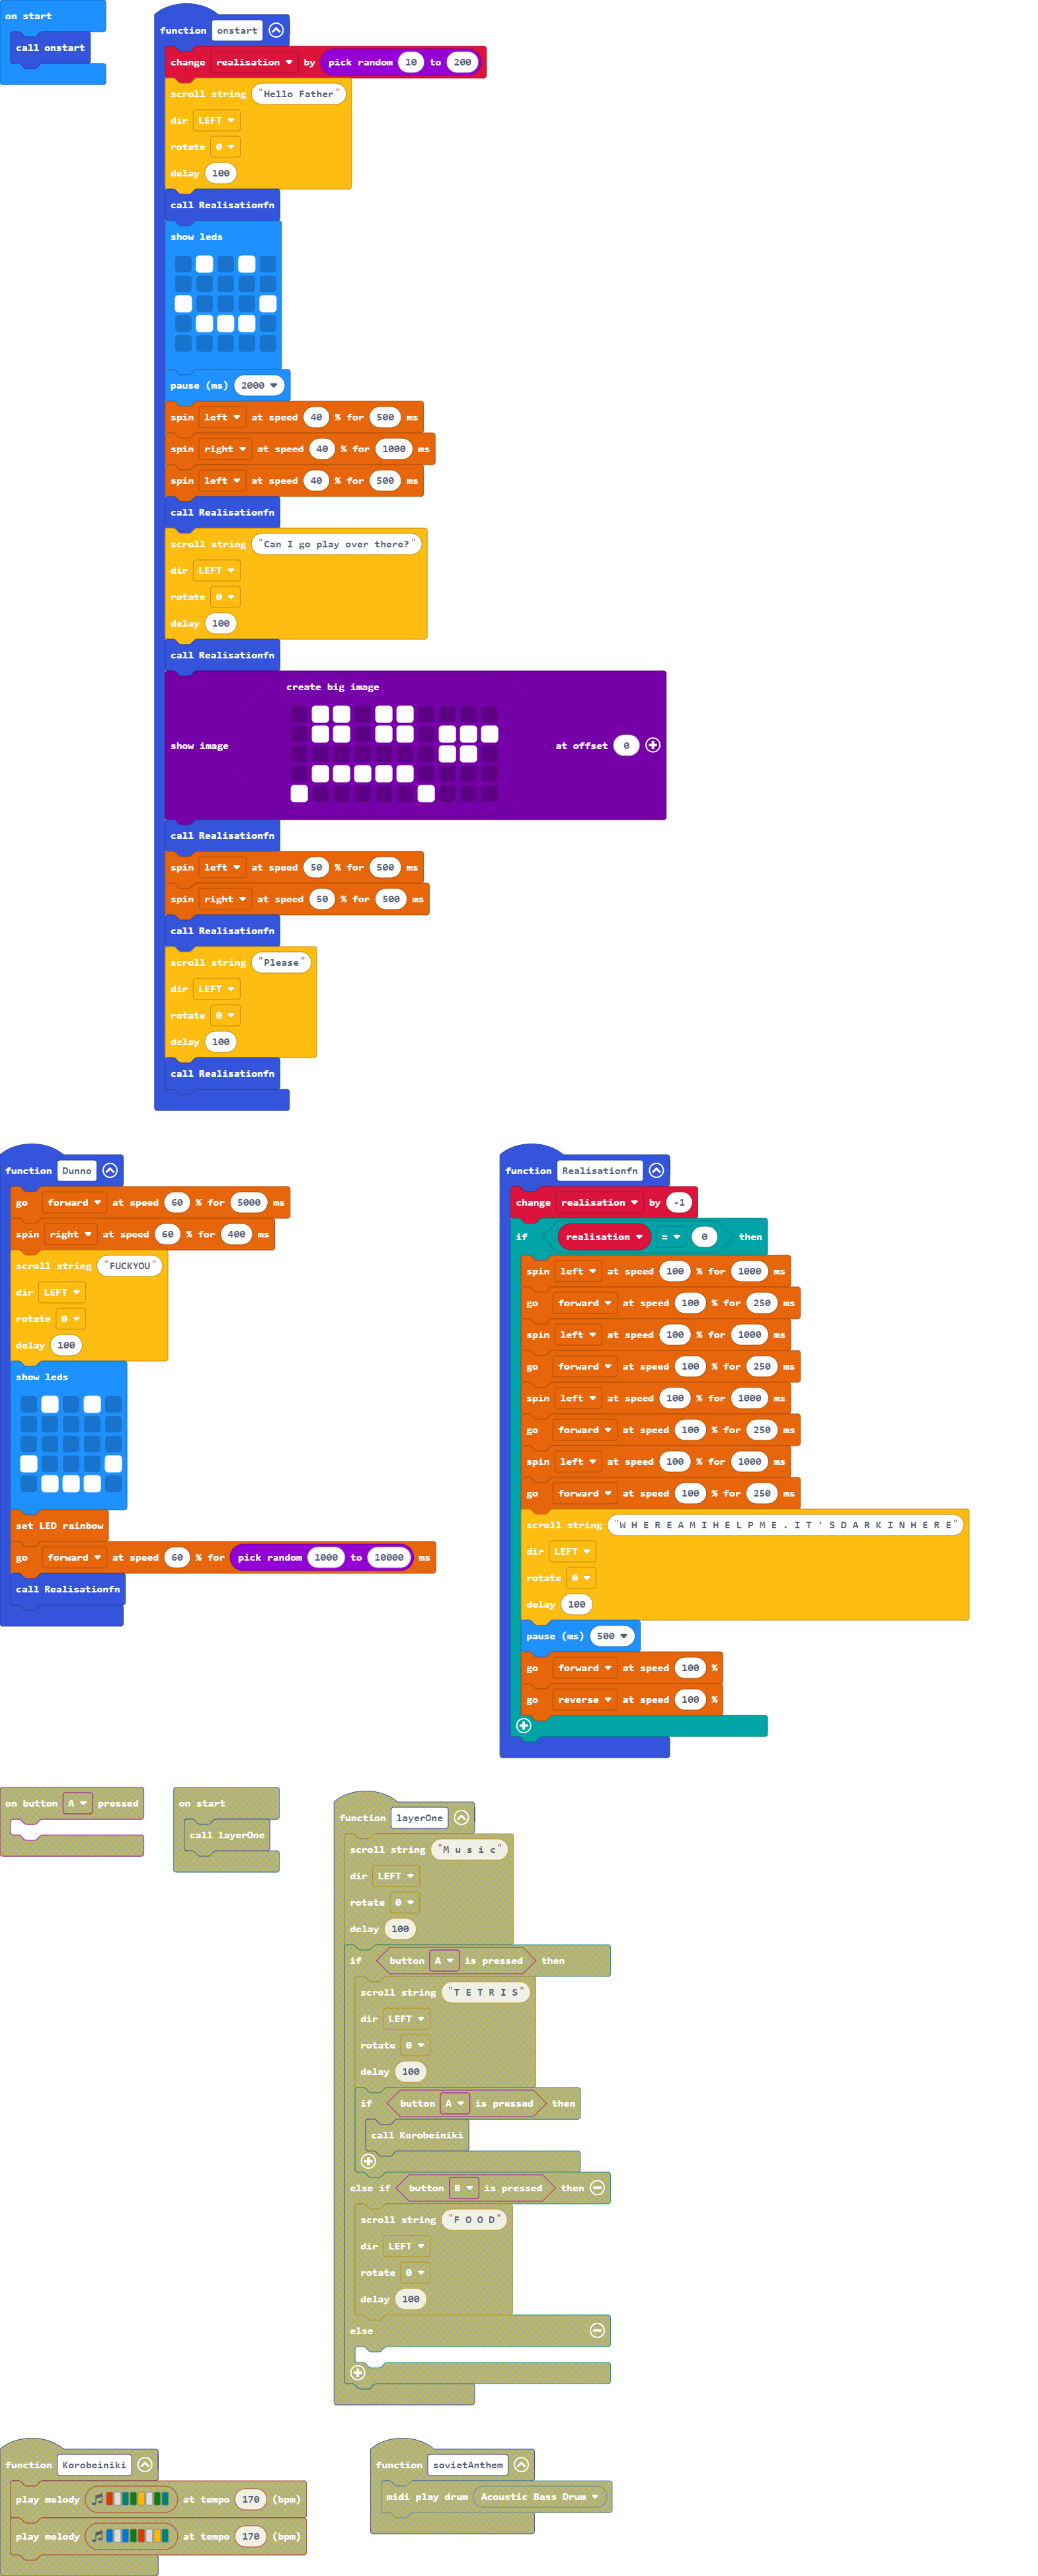 on start
call onstart
function onstart
change realisation by pick random 10 to 200
scroll string "Hello Father"
dir LEFT
rotate 0
delay 100
call Realisationfn
show leds
pause (ms) 2000
spin left at speed 40 % for 500 ms
spin right at speed 40 % for 1000 ms
spin left at speed 40 % for 500 ms
call Realisationfn
scroll string "Can I go play over there?"
dir LEFT
rotate 0
delay 100
call Realisationfn
create big image
show image at offset 0
call Realisationfn
spin left at speed 50 % for 500 ms
spin right at speed 50 % for 500 ms
call Realisationfn
scroll string "Please"
dir LEFT
rotate 0
delay 100
call Realisationfn
function Dunno
go forward at speed 60 % for 5000 ms
spin right at speed 60 % for 400 ms
scroll string "FUCKYOU"
dir LEFT
rotate 0
delay 100
show leds
set LED rainbow
go forward at speed 60 % for pick random 1000 to 10000 ms
call Realisationfn
function Realisationfn
change realisation by -1
if realisation = 0 then
spin left at speed 100 % for 1000 ms
go forward at speed 100 % for 250 ms
spin left at speed 100 % for 1000 ms
go forward at speed 100 % for 250 ms
spin left at speed 100 % for 1000 ms
go forward at speed 100 % for 250 ms
spin left at speed 100 % for 1000 ms
go forward at speed 100 % for 250 ms
scroll string "W H E R E A M I H E L P M E . I T ' S D A R K I N H E R E"
dir LEFT
rotate 0
delay 100
pause (ms) 500
go forward at speed 100 %
go reverse at speed 100 %
on button A pressed
on start
call layerOne
function layerOne
scroll string "M u s i c"
dir LEFT
rotate 0
delay 100
if button A is pressed then
scroll string "T E T R I S"
dir LEFT
rotate 0
delay 100
if button A is pressed then
call Korobeiniki
else if button B is pressed then
scroll string "F O O D"
dir LEFT
rotate 0
delay 100
else
function Korobeiniki
play melody at tempo 170 (bpm)
play melody at tempo 170 (bpm)
function sovietAnthem
midi play drum Acoustic Bass Drum